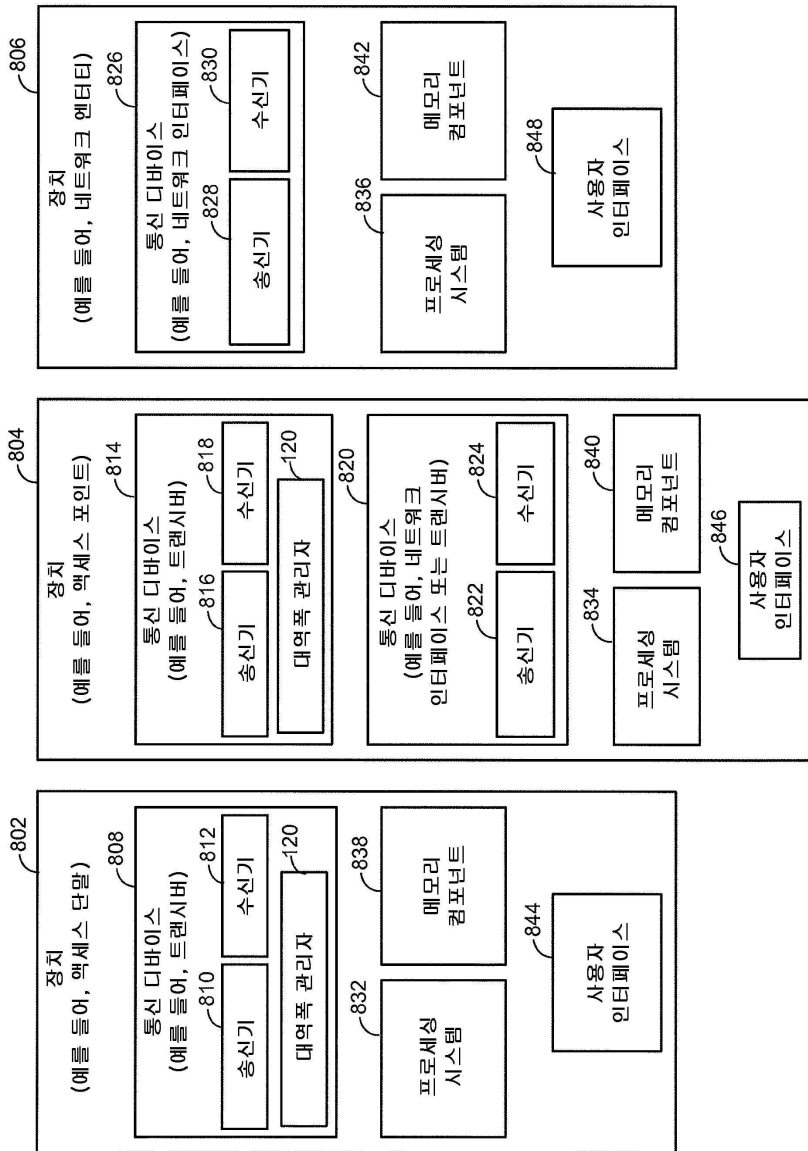 802
장치
(예를 들어, 액세스 단말)
808
통신 디바이스
(예를 들어, 트랜시버)
810
송신기
812
수신기
120
대역폭 관리자
832
프로세싱
시스템
838
메모리
컴포넌트
844
사용자
인터페이스
804
장치
(예를 들어, 액세스 포인트)
814
통신 디바이스
(예를 들어, 트랜시버)
816
송신기
818
수신기
120
대역폭 관리자
820
통신 디바이스
(예를 들어, 네트워크
인터페이스 또는 트랜시버)
822
송신기
824
수신기
834
프로세싱
시스템
840
메모리
컴포넌트
846
사용자
인터페이스
806
장치
(예를 들어, 네트워크 엔터티)
826
통신 디바이스
(예를 들어, 네트워크 인터페이스)
828
송신기
830
수신기
836
프로세싱
시스템
842
메모리
컴포넌트
848
사용자
인터페이스